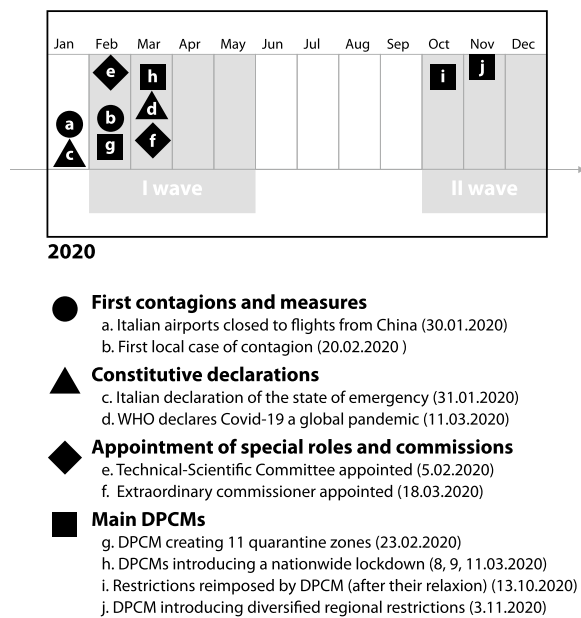 Jan Feb Mar Apr May Jun Jul Aug Sep Oct Nov Dec
e h i j
a b d
c g f
I wave II wave
2020
First contagions and measures
a. Italian airports closed to flights from China (30.01.2020)
b. First local case of contagion (20.02.2020 )
Constitutive declarations
c. Italian declaration of the state of emergency (31.01.2020)
d. WHO declares Covid-19 a global pandemic (11.03.2020)
Appointment of special roles and commissions
e. Technical-Scientific Committee appointed (5.02.2020)
f. Extraordinary commissioner appointed (18.03.2020)
Main DPCMs
g. DPCM creating 11 quarantine zones (23.02.2020)
h. DPCMs introducing a nationwide lockdown (8, 9, 11.03.2020)
i. Restrictions reimposed by DPCM (after their relaxion) (13.10.2020)
j. DPCM introducing diversified regional restrictions (3.11.2020)